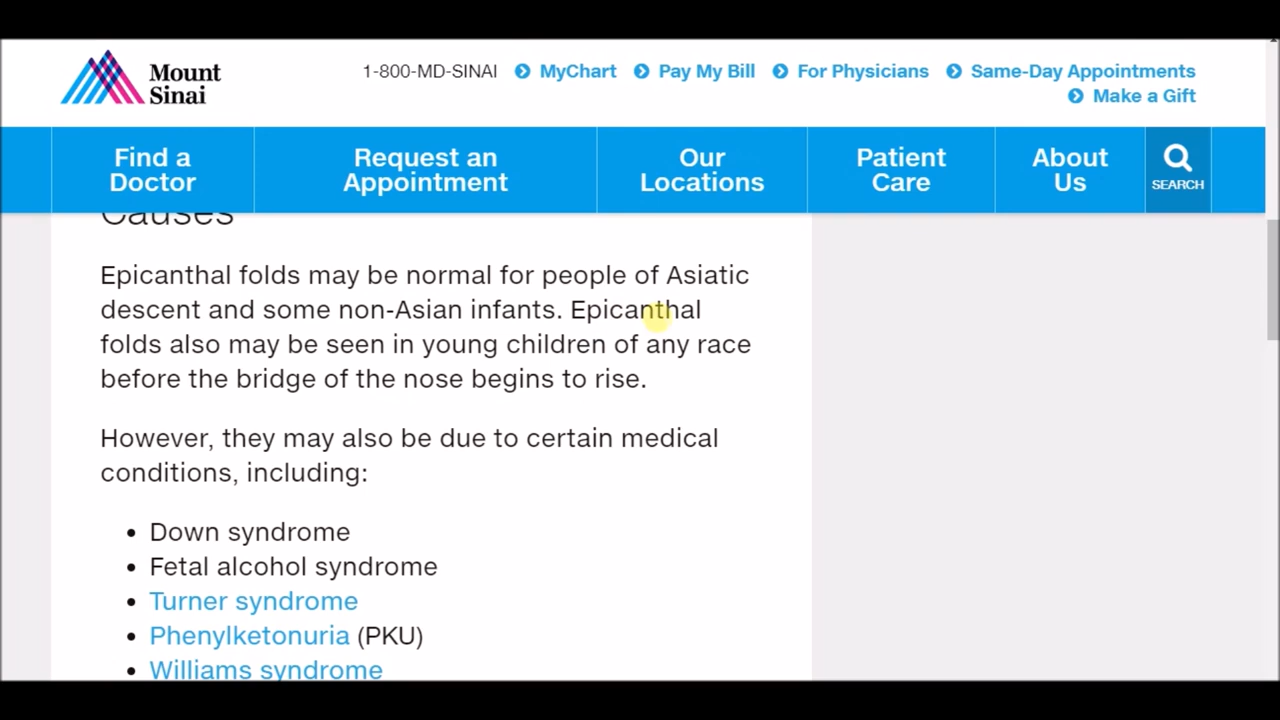 Mount
Sinai
1-800-MD-SINAI MyChart Pay My Bill For Physicians Same-Day Appointments
Make a Gift
Find a
Doctor
Request an
Appointment
Our
Locations
Patient
Care
About
Us
SEARCH
Causes
Epicanthal folds may be normal for people of Asiatic
descent and some non-Asian infants. Epicanthal
folds also may be seen in young children of any race
before the bridge of the nose begins to rise.
However, they may also be due to certain medical
conditions, including:
Down syndrome
Fetal alcohol syndrome
Turner syndrome
Phenylketonuria (PKU)
Williams syndrome